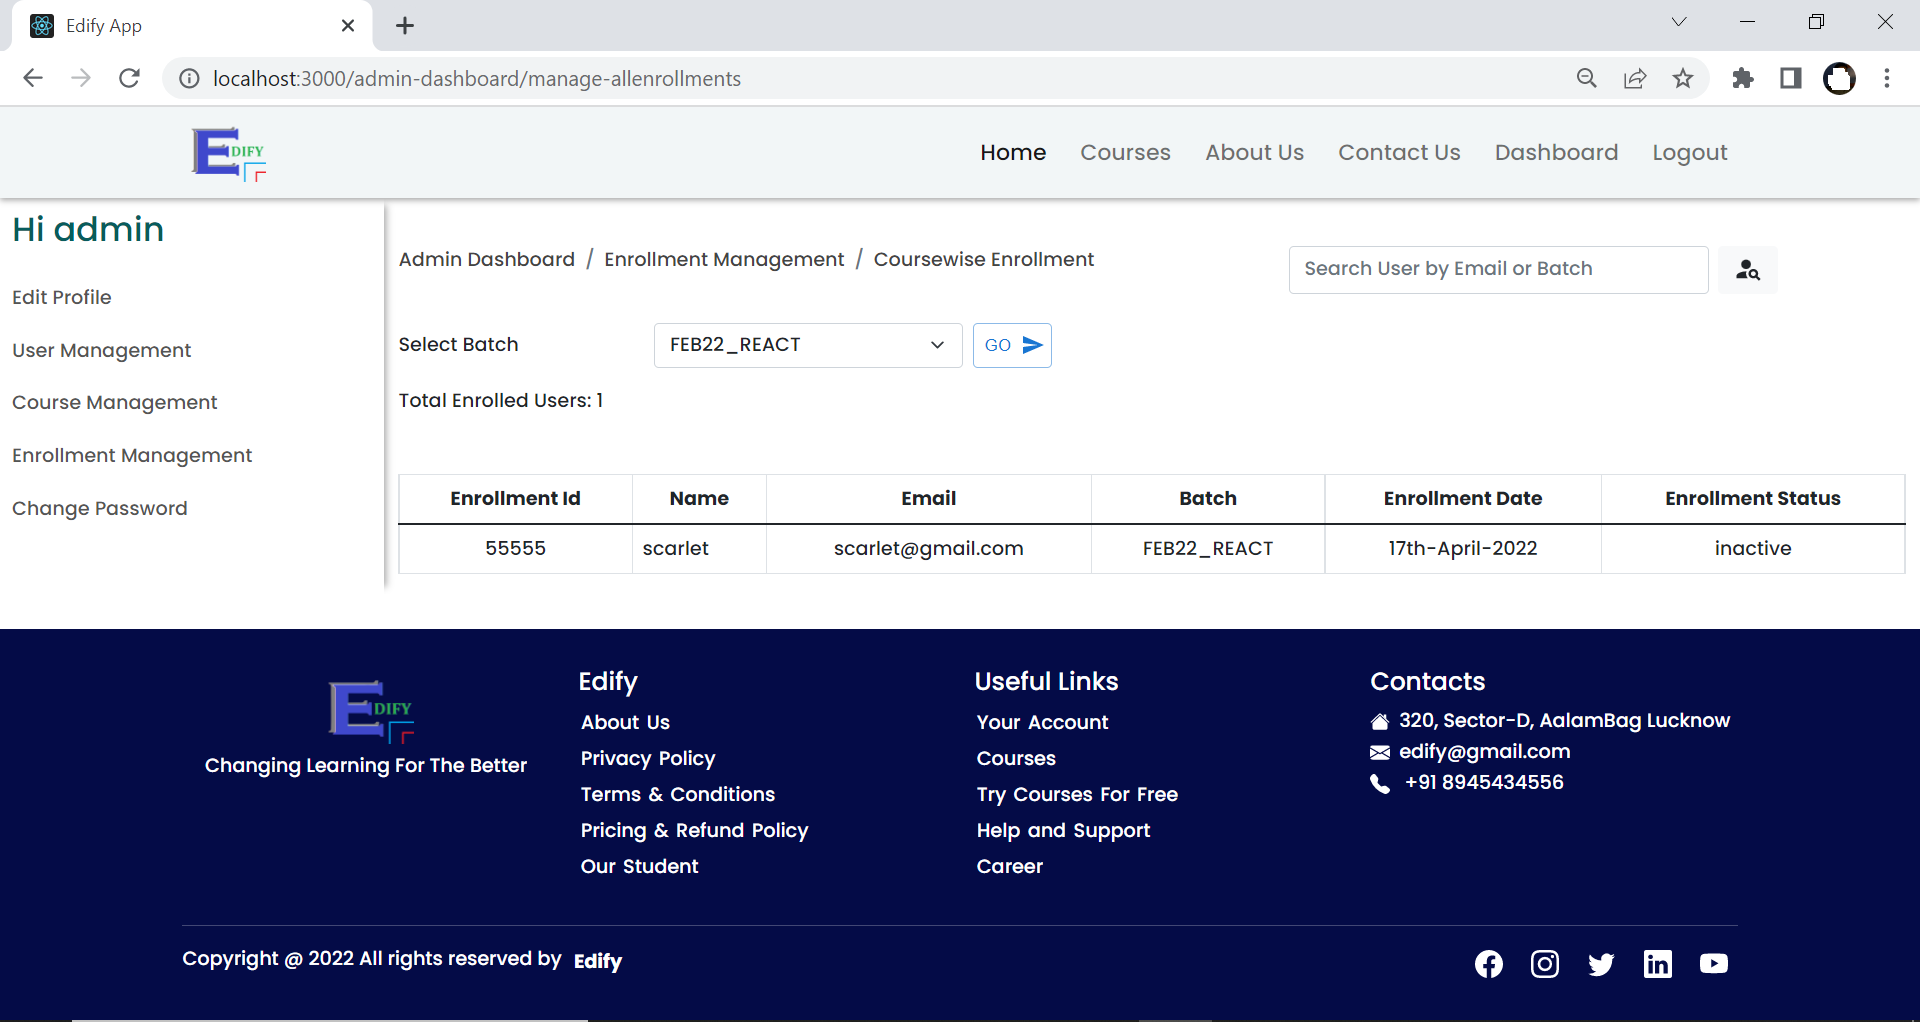 Edify App
localhost:3000/admin-dashboard/manage-allenrollments
EDIFY
Home Courses About Us Contact Us Dashboard Logout
Hi admin
Edit Profile
User Management
Course Management
Enrollment Management
Change Password
Admin Dashboard / Enrollment Management / Coursewise Enrollment
Search User by Email or Batch
Select Batch FEB22_REACT GO
Total Enrolled Users: 1
Enrollment Id Name Email Batch Enrollment Date Enrollment Status
55555 scarlet scarlet@gmail.com FEB22_REACT 17th-April-2022 inactive
EDIFY
Changing Learning For The Better
Edify
About Us
Privacy Policy
Terms & Conditions
Pricing & Refund Policy
Our Student
Useful Links
Your Account
Courses
Try Courses For Free
Help and Support
Career
Contacts
320, Sector-D, AalamBag Lucknow
edify@gmail.com
+91 8945434556
Copyright @ 2022 All rights reserved by Edify